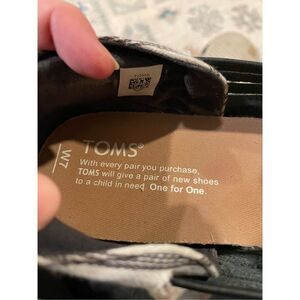 TOMS®
W7
With every pair you purchase,
TOMS will give a pair of new shoes
to a child in need. One for One.